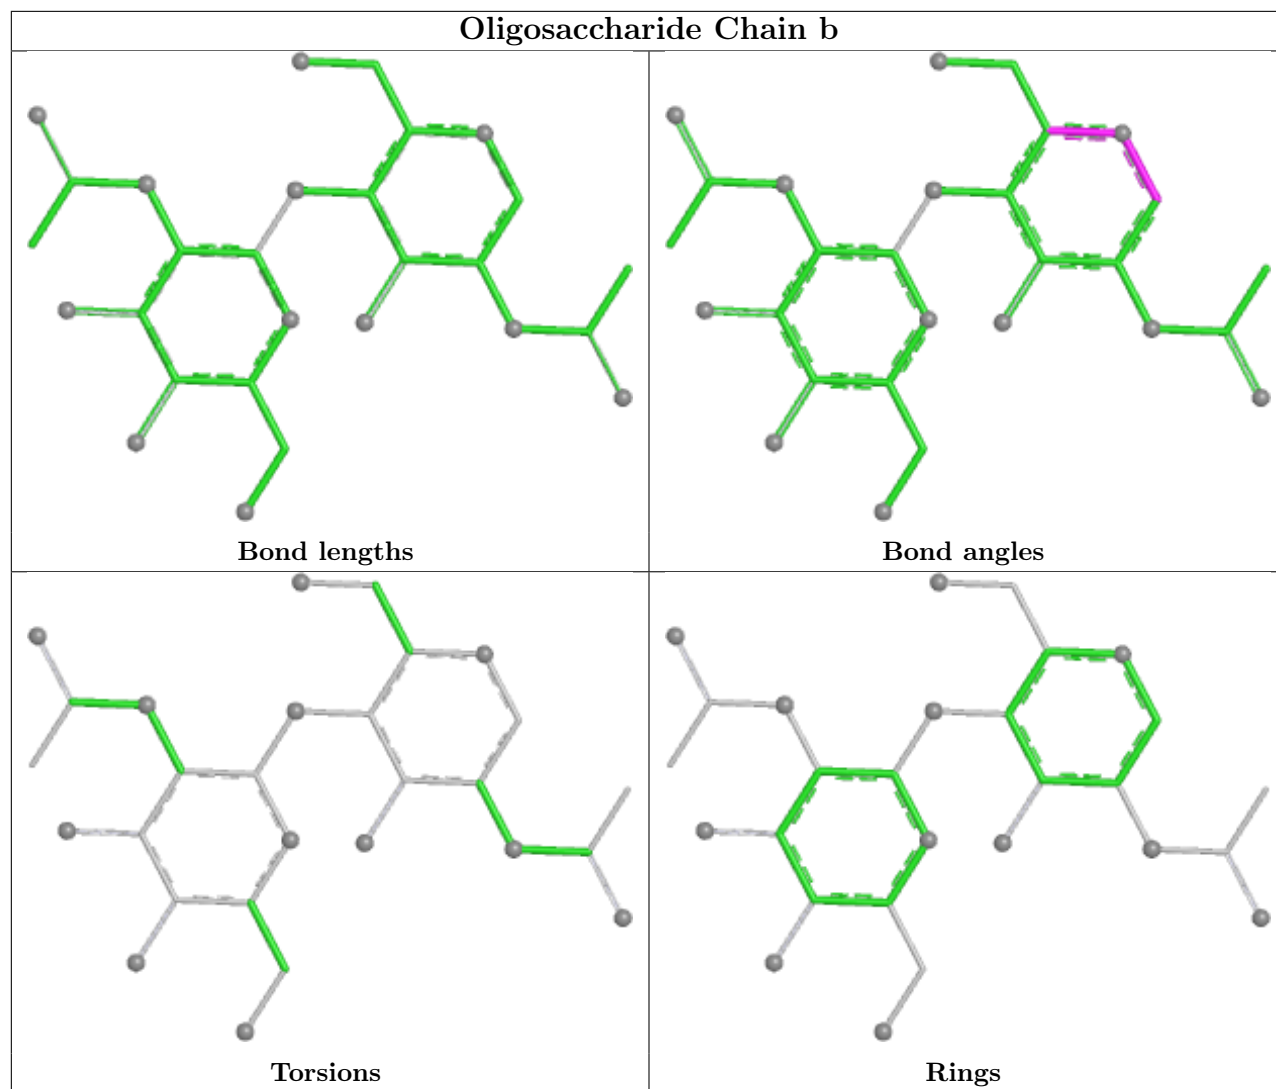 Oligosaccharide Chain b
Bond lengths
Bond angles
Torsions
Rings